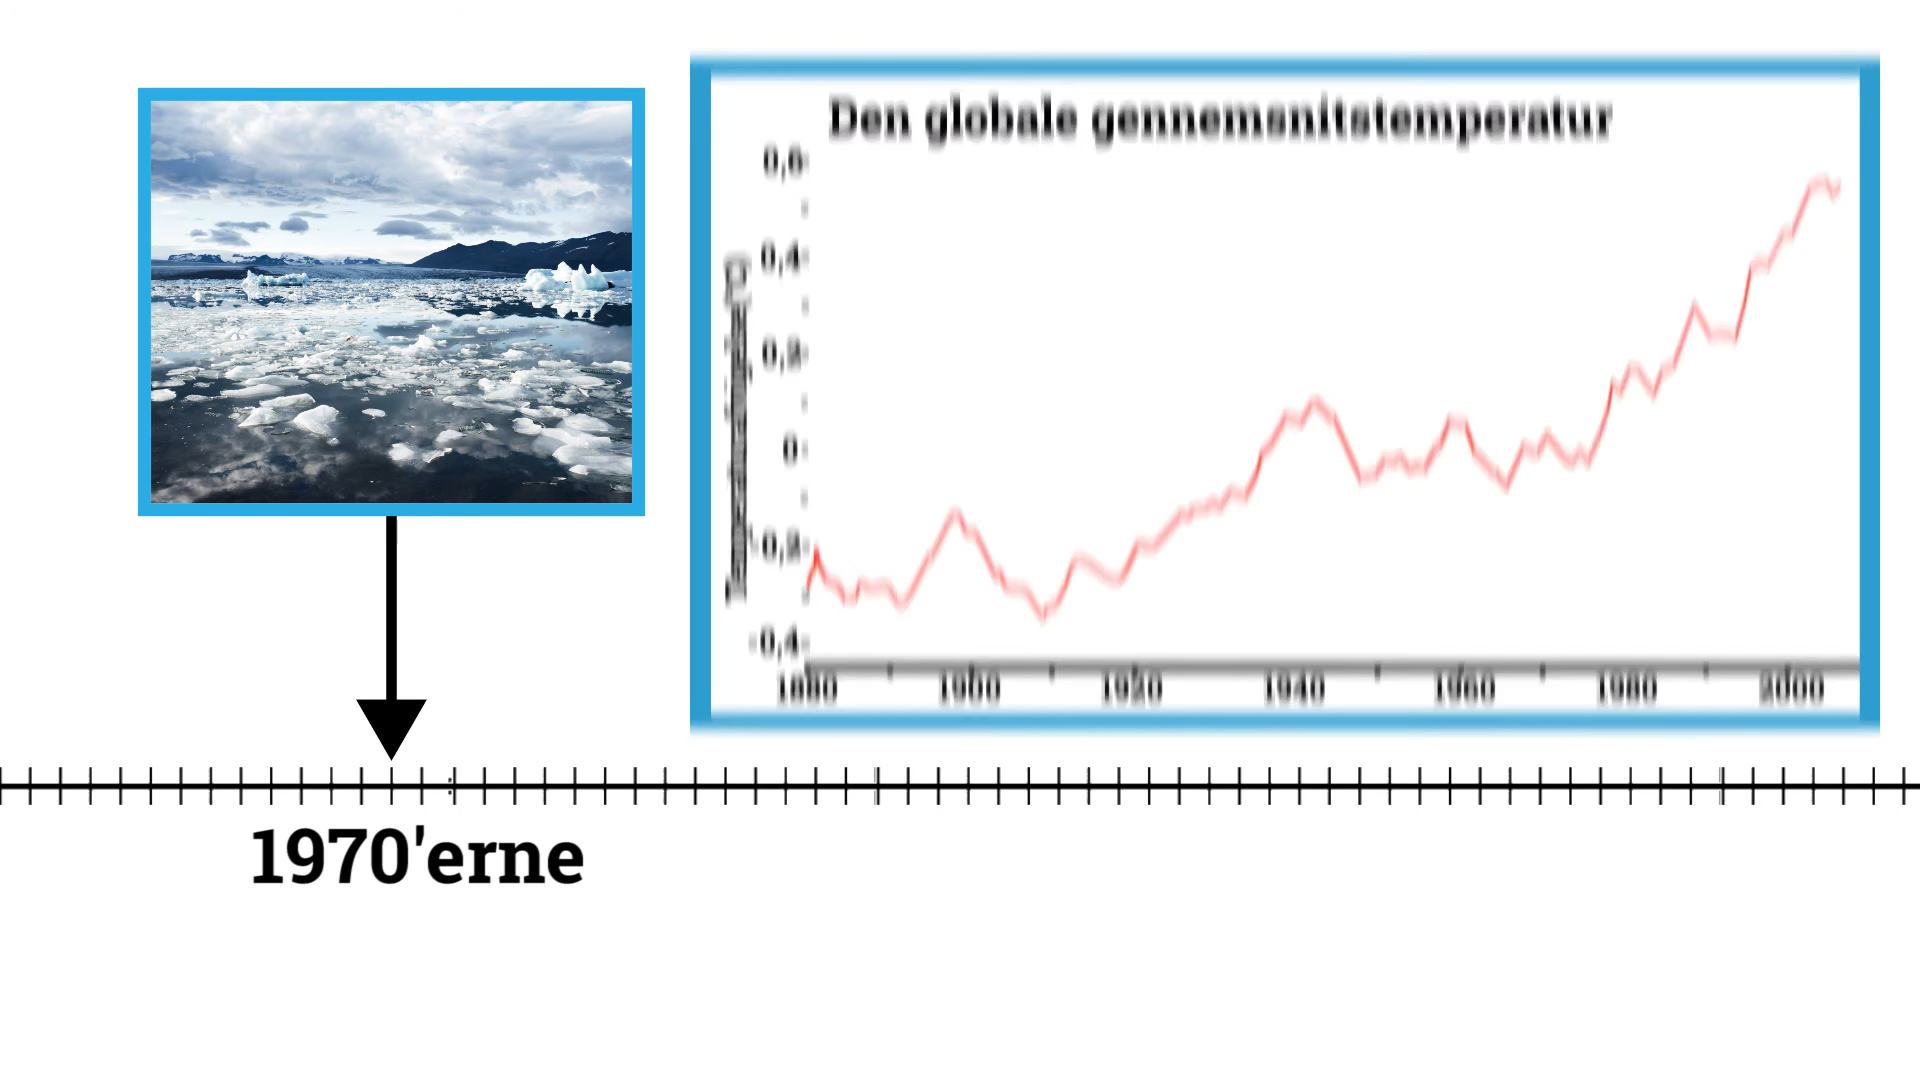 Den globale gennemsnitstemperatur
0,6
0,4
0,2
0
-0,2
-0,4
1880 1900 1920 1940 1960 1980 2000
1970'erne